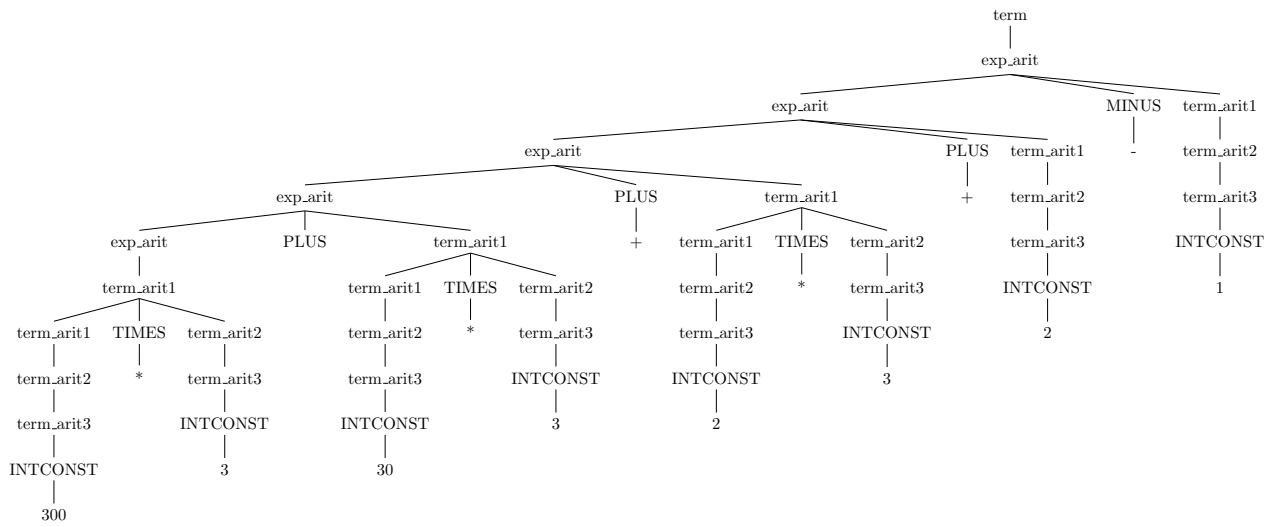 term
exp_arit
exp_arit MINUS term_arit1
exp_arit PLUS term_arit1 - term_arit2
exp_arit PLUS term_arit1 + term_arit2 term_arit3
exp_arit PLUS term_arit1 + term_arit1 TIMES term_arit2 term_arit3 INTCONST
term_arit1 term_arit1 TIMES term_arit2 term_arit2 * term_arit3 INTCONST 1
term_arit1 TIMES term_arit2 term_arit2 * term_arit3 term_arit3 INTCONST 2
term_arit2 * term_arit3 term_arit3 INTCONST INTCONST 3
term_arit3 INTCONST INTCONST 3 2
INTCONST 3 30
300